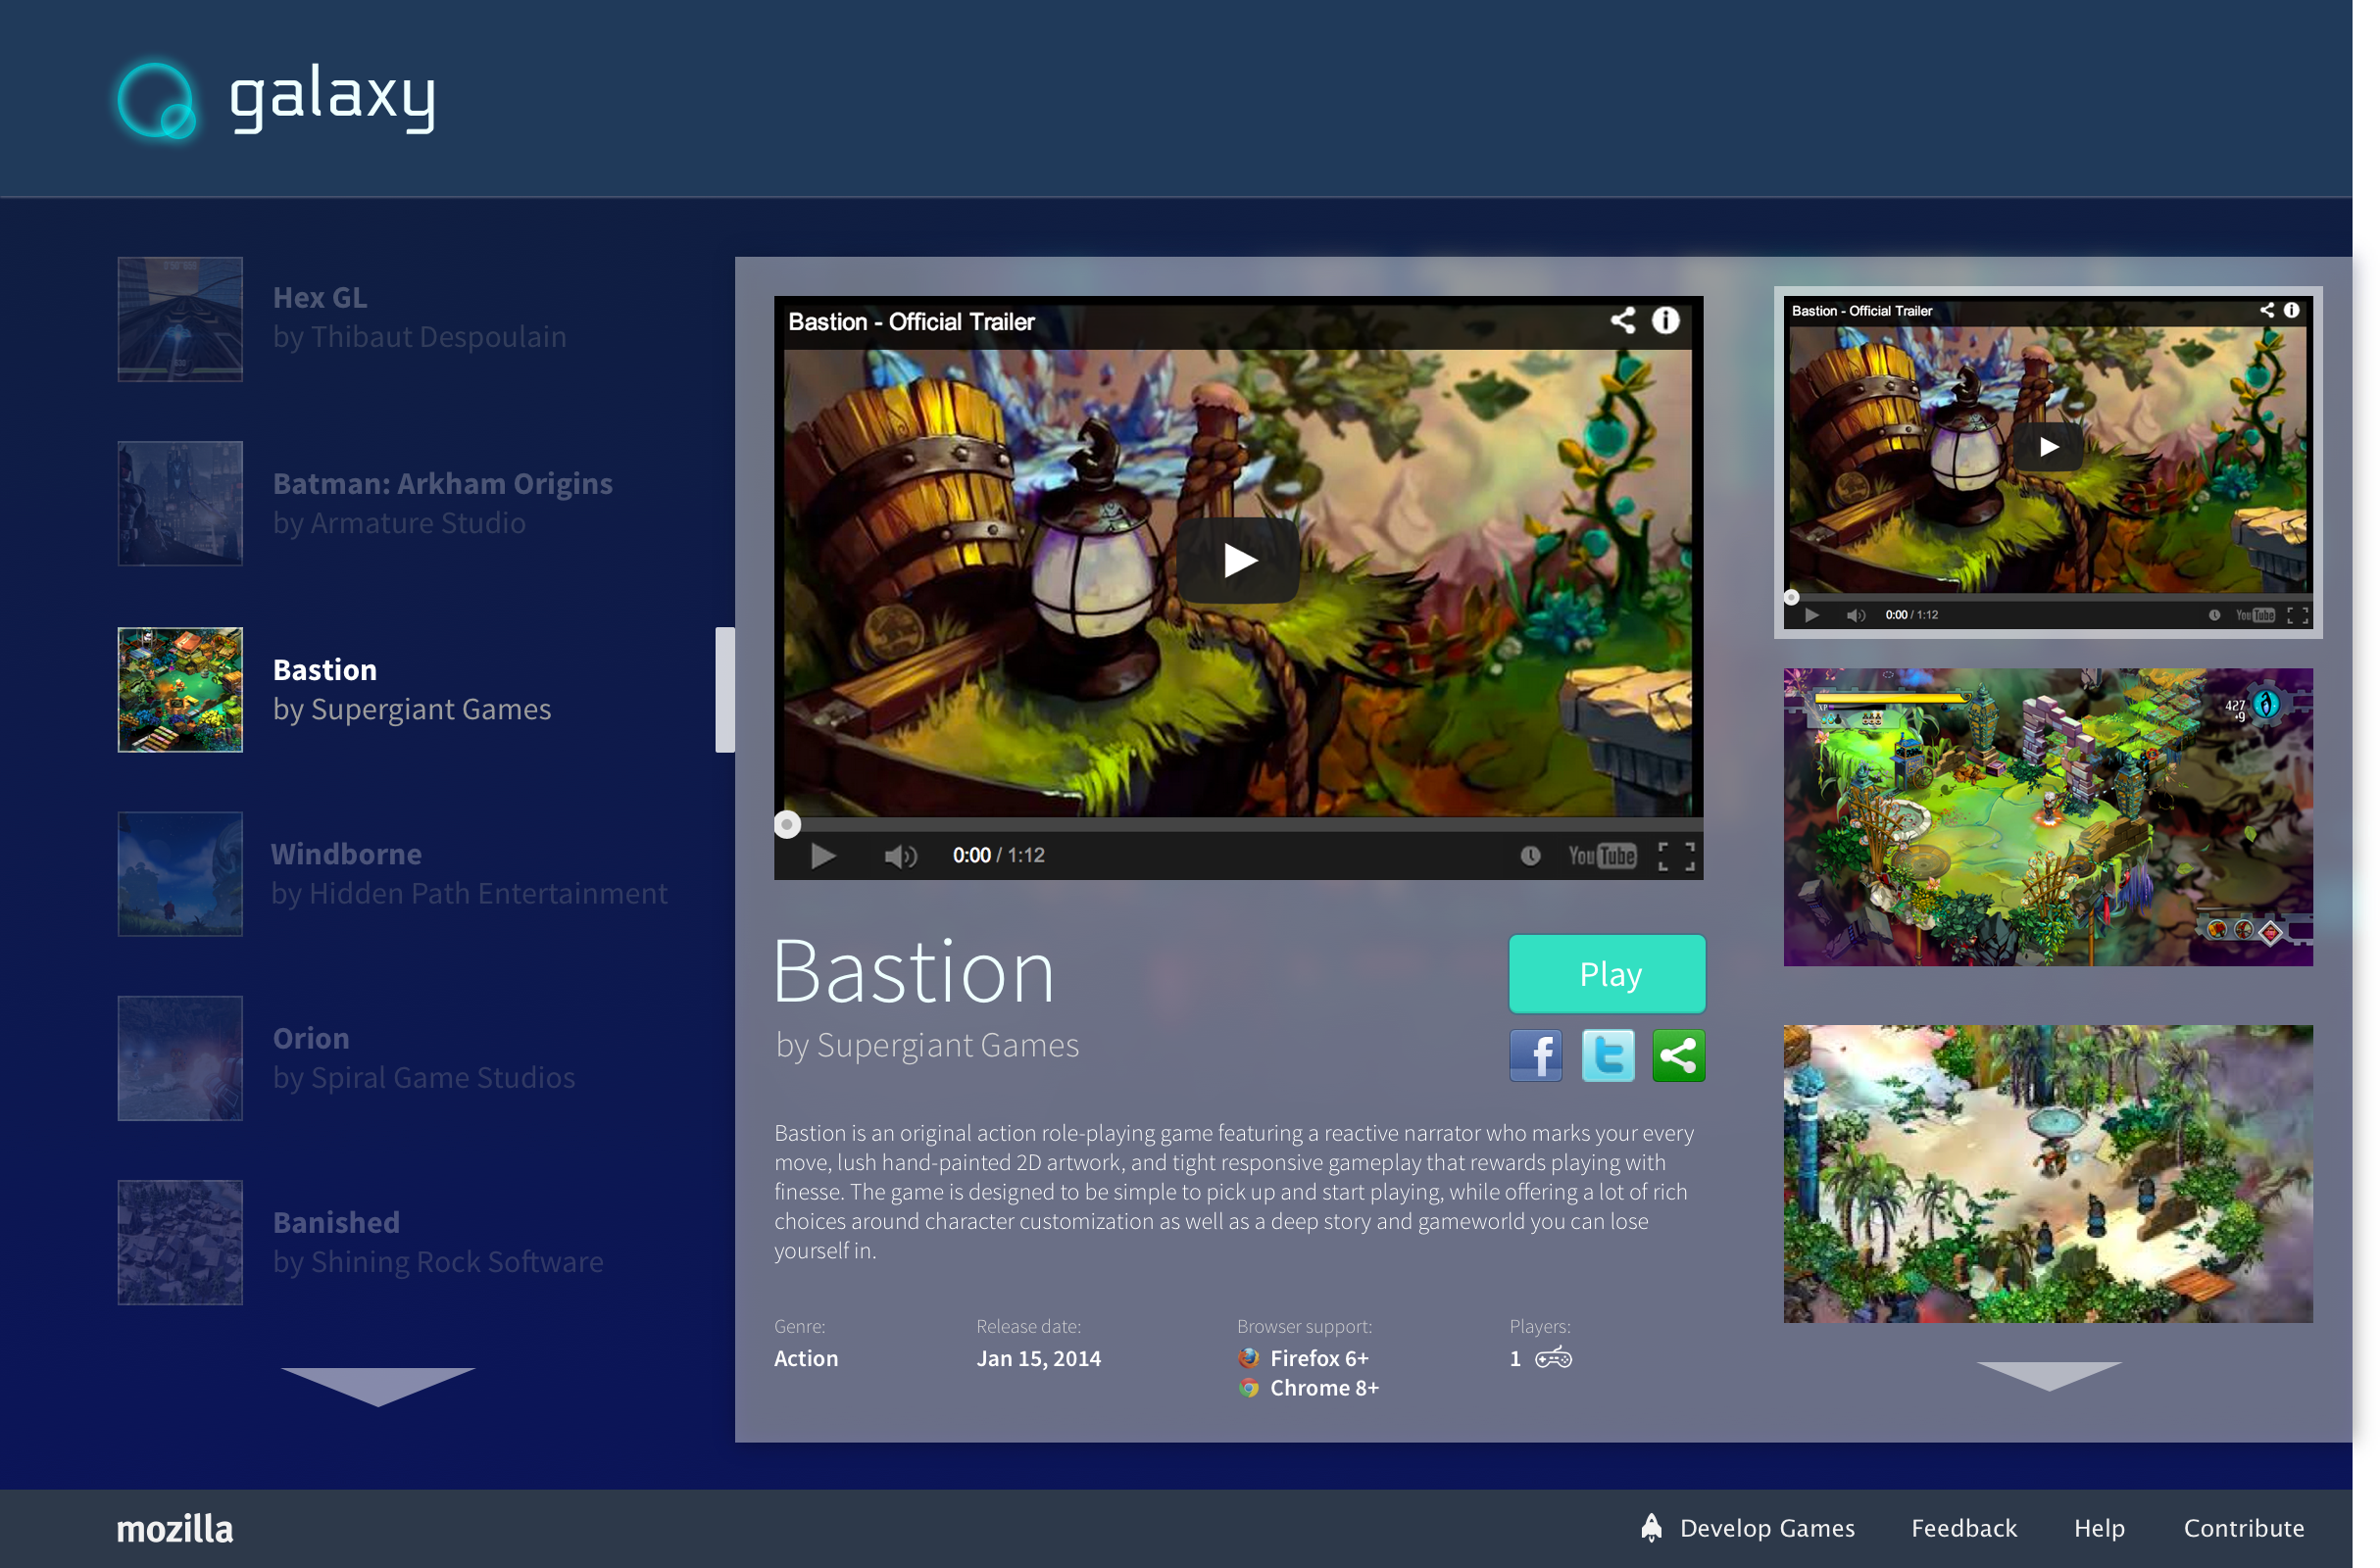 galaxy
Hex GL
by Thibaut Despoulain
Batman: Arkham Origins
by Armature Studio
Bastion
by Supergiant Games
Windborne
by Hidden Path Entertainment
Orion
by Spiral Game Studios
Banished
by Shining Rock Software
Bastion - Official Trailer
0:00 / 1:12
YouTube
Bastion
by Supergiant Games
Play
Bastion is an original action role-playing game featuring a reactive narrator who marks your every
move, lush hand-painted 2D artwork, and tight responsive gameplay that rewards playing with
finesse. The game is designed to be simple to pick up and start playing, while offering a lot of rich
choices around character customization as well as a deep story and gameworld you can lose
yourself in.
Genre:
Action
Release date:
Jan 15, 2014
Browser support:
Firefox 6+
Chrome 8+
Players:
1
Bastion - Official Trailer
0:00 / 1:12
YouTube
XP
427
9
mozilla
Develop Games
Feedback
Help
Contribute